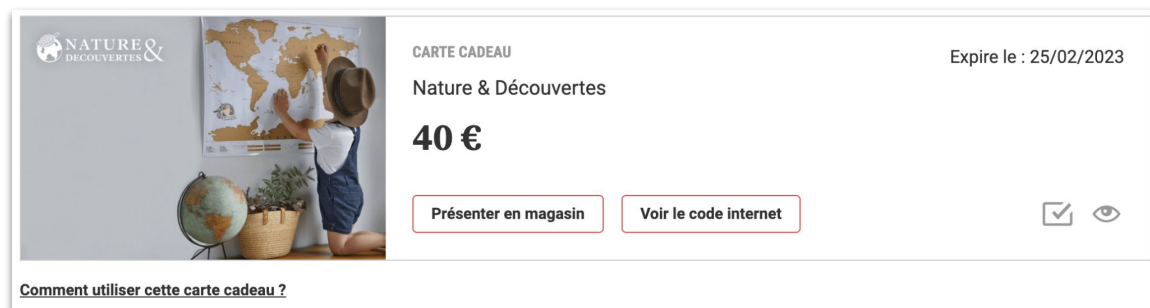 NATURE &
DECOUVERTES
CARTE CADEAU
Expire le : 25/02/2023
Nature & Découvertes
40 €
Présenter en magasin
Voir le code internet
Comment utiliser cette carte cadeau ?